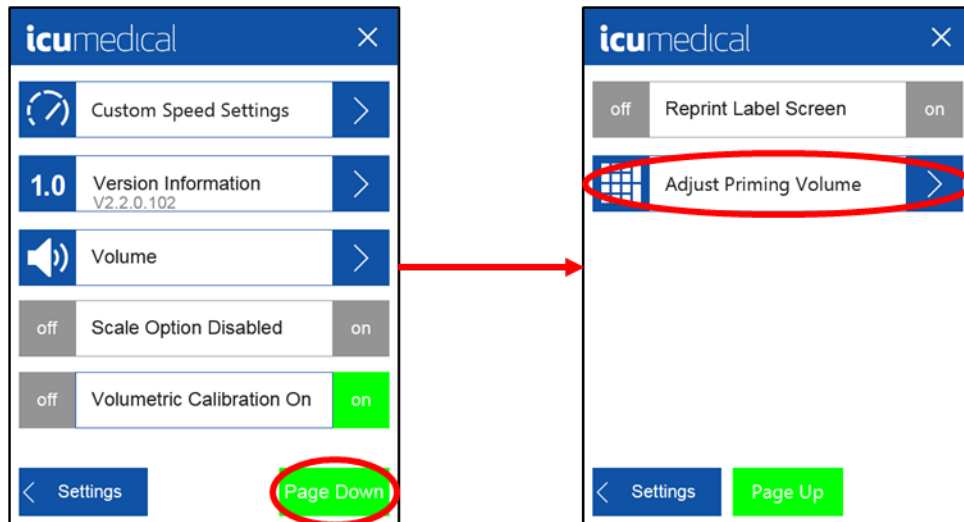 icumedical
Custom Speed Settings
1.0
Version Information
V2.2.0.102
Volume
off
Scale Option Disabled
on
off
Volumetric Calibration On
on
Settings
Page Down
icumedical
off
Reprint Label Screen
on
Adjust Priming Volume
Settings
Page Up